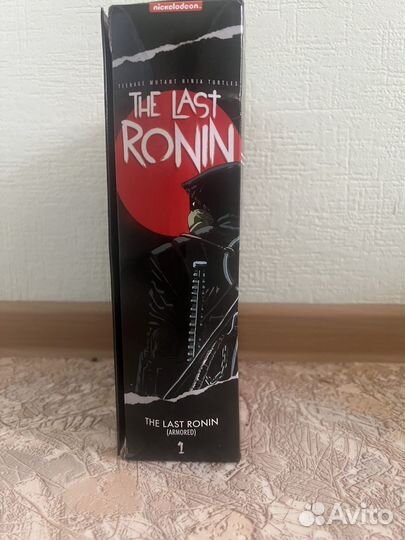 nickelodeon
TEENAGE MUTANT NINJA TURTLES
THE LAST
RONIN
THE LAST RONIN
(ARMORED)
1
Avito